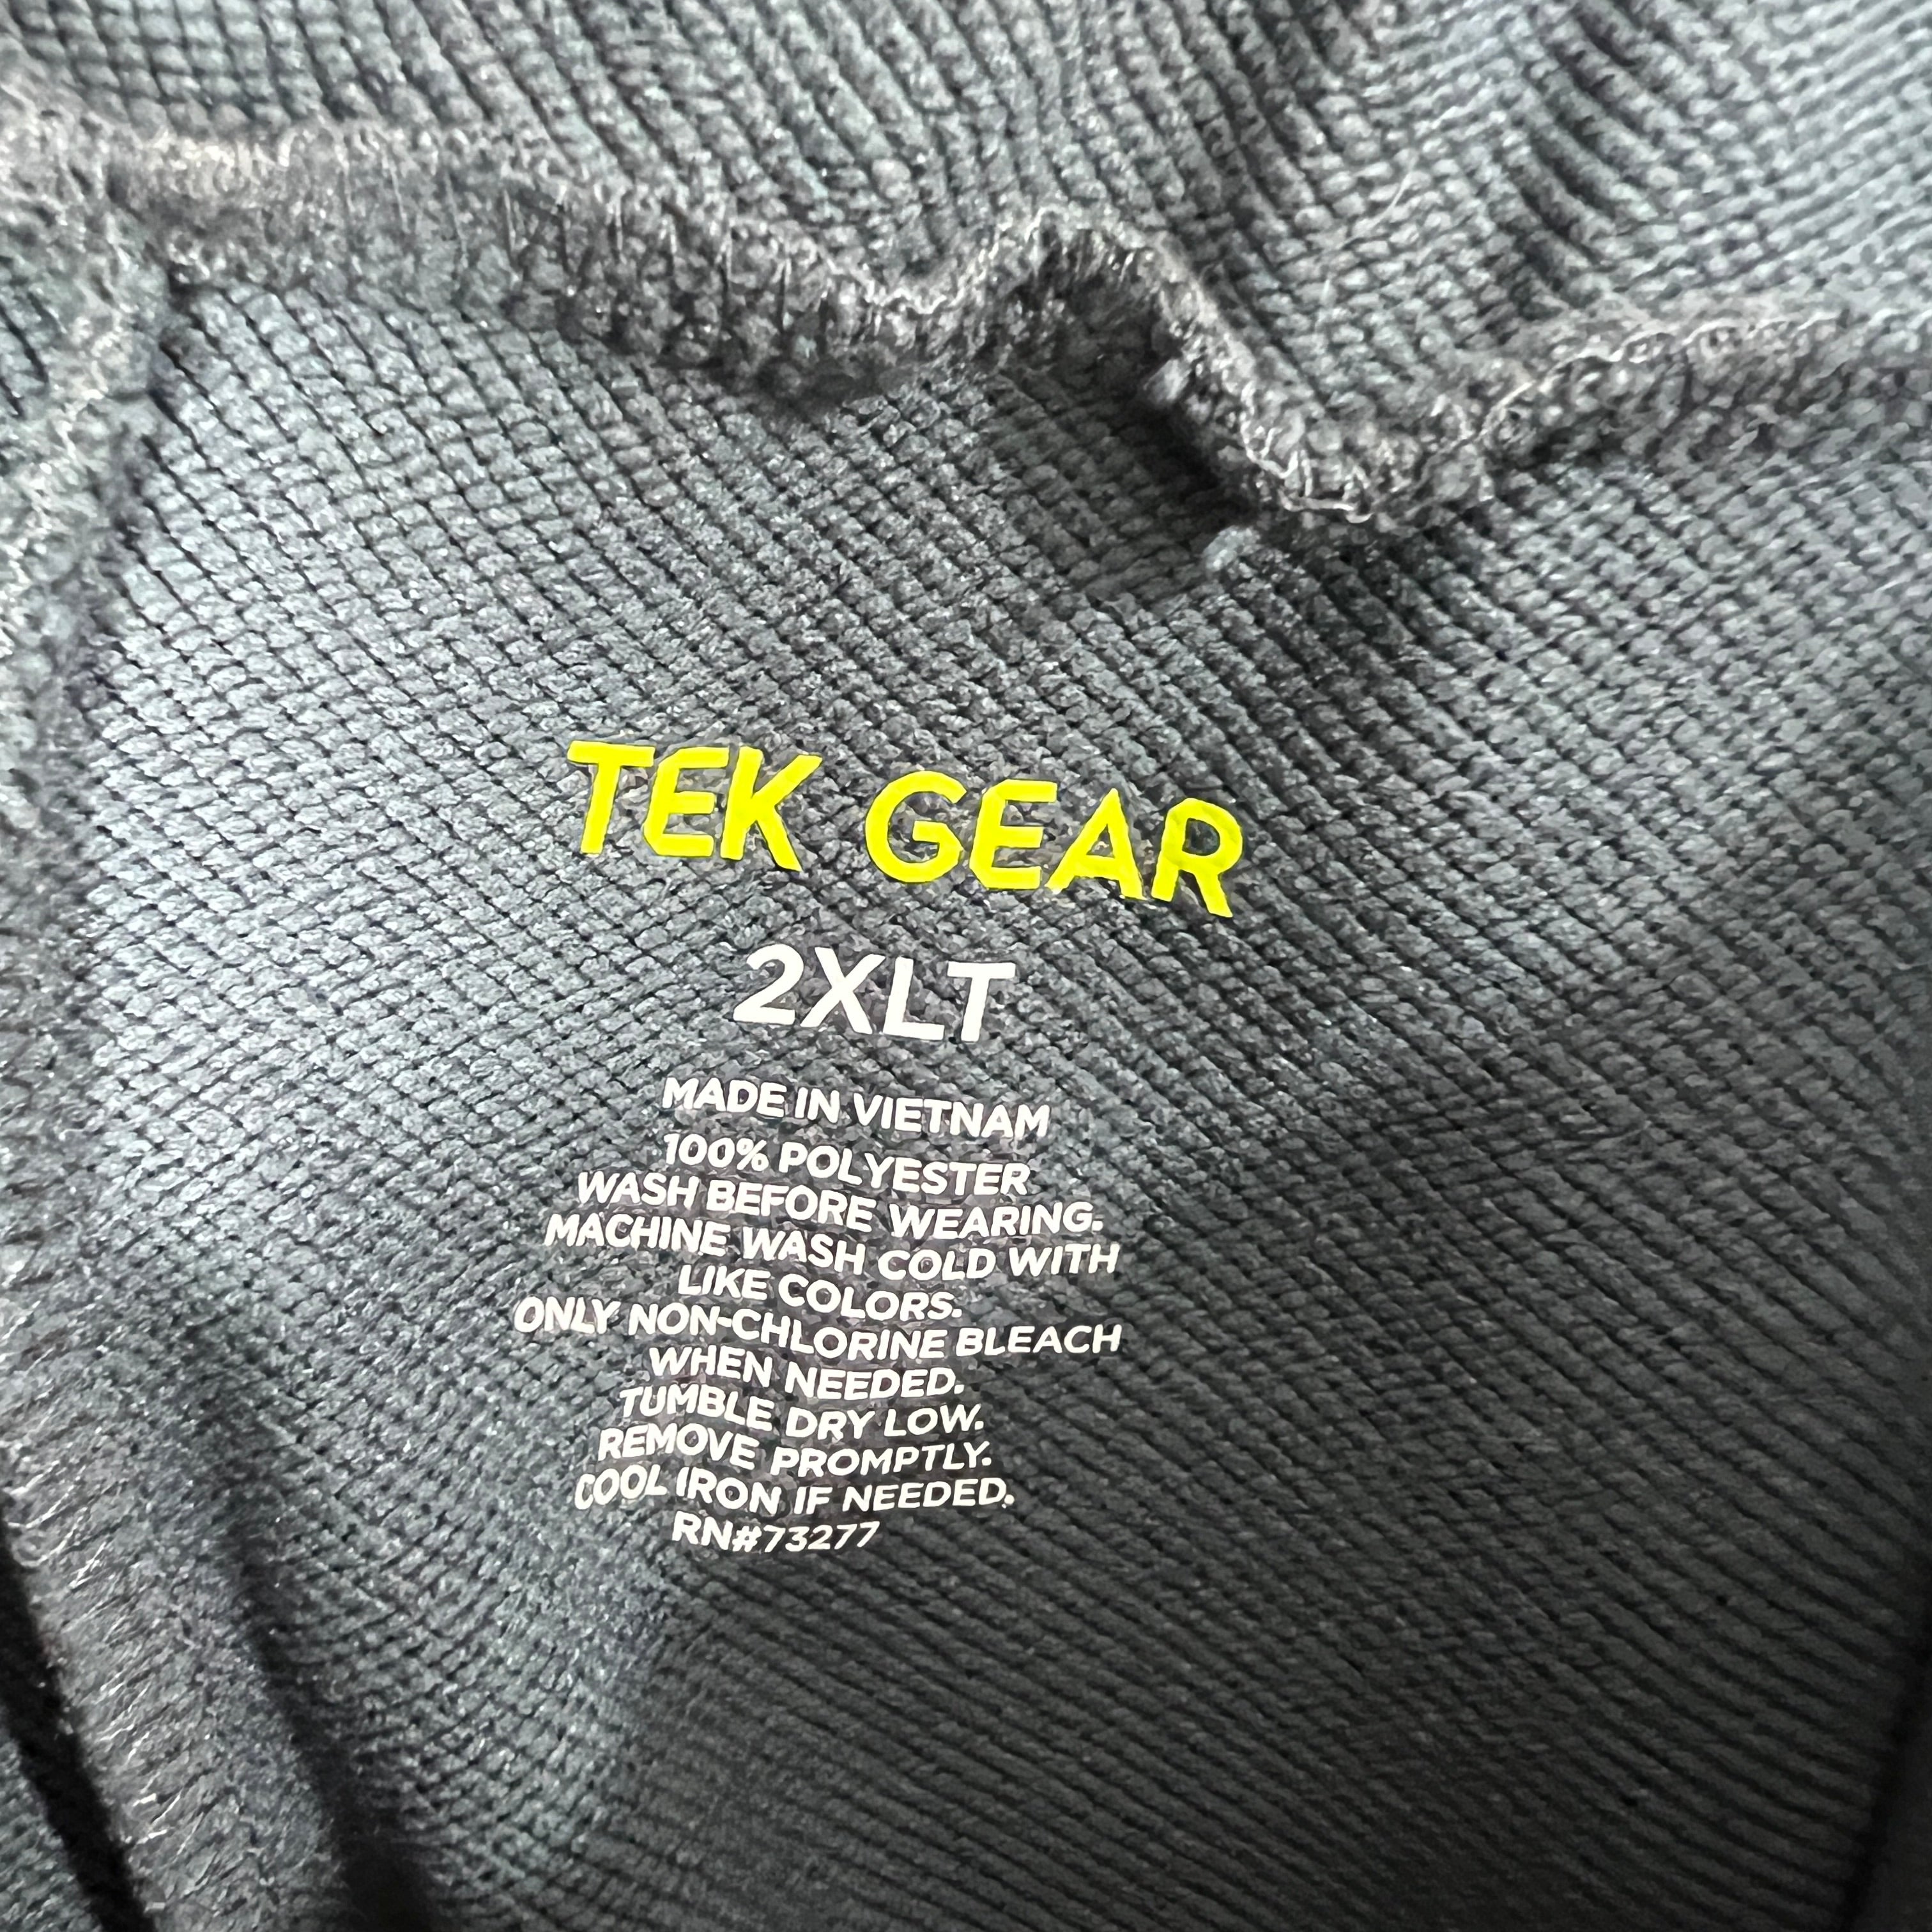 TEK GEAR
2XLT
MADE IN VIETNAM
100% POLYESTER
WASH BEFORE WEARING.
MACHINE WASH COLD WITH
LIKE COLORS.
ONLY NON-CHLORINE BLEACH
WHEN NEEDED.
TUMBLE DRY LOW.
REMOVE PROMPTLY.
COOL IRON IF NEEDED.
RN#73277